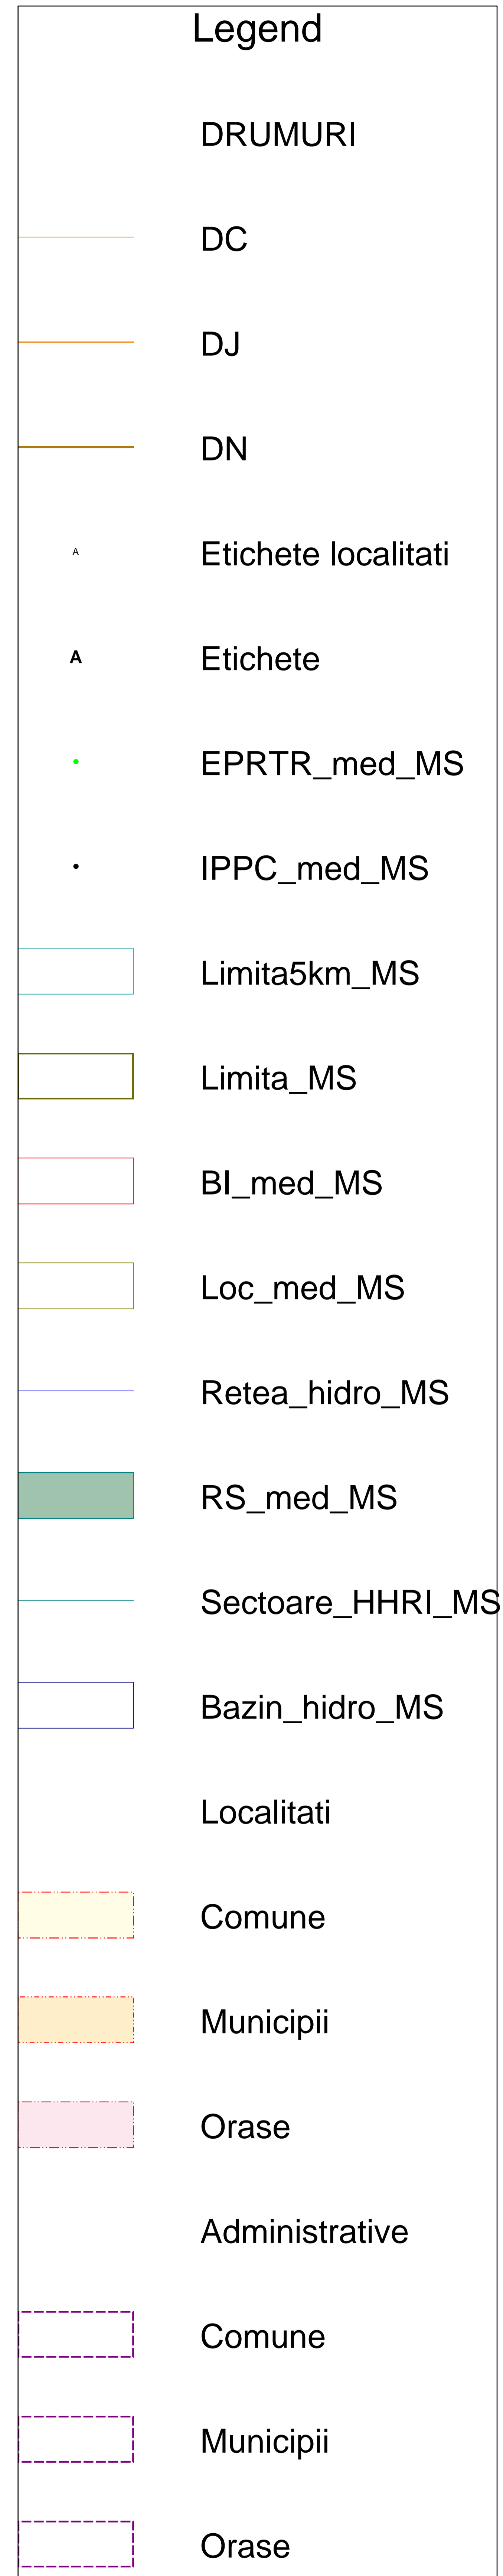 Legend
DRUMURI
DC
DJ
DN
A Etichete localitati
A Etichete
EPRTR_med_MS
IPPC_med_MS
Limita5km_MS
Limita_MS
BI_med_MS
Loc_med_MS
Retea_hidro_MS
RS_med_MS
Sectoare_HHRI_MS
Bazin_hidro_MS
Localitati
Comune
Municipii
Orase
Administrative
Comune
Municipii
Orase